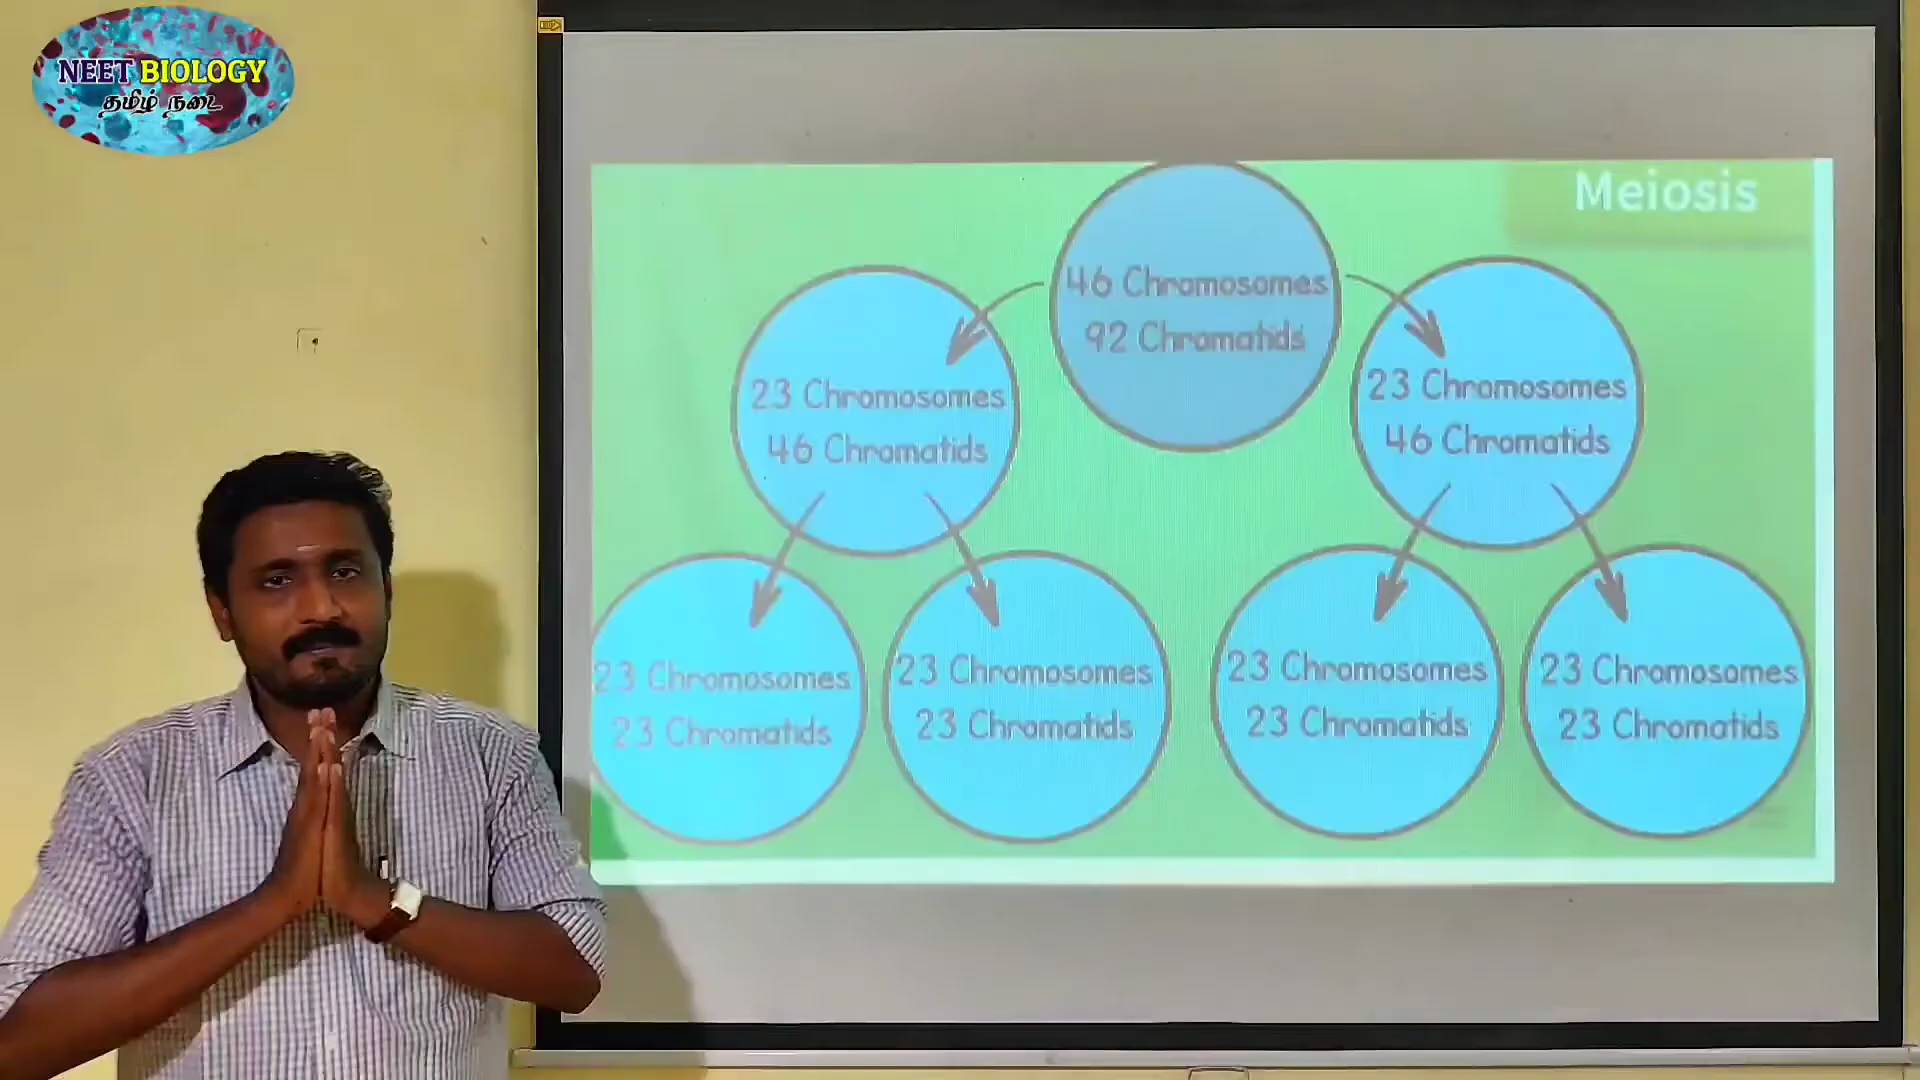 NEET BIOLOGY
தமிழ் நடை
Meiosis
46 Chromosomes
92 Chromatids
23 Chromosomes
46 Chromatids
23 Chromosomes
46 Chromatids
23 Chromosomes
23 Chromatids
23 Chromosomes
23 Chromatids
23 Chromosomes
23 Chromatids
23 Chromosomes
23 Chromatids